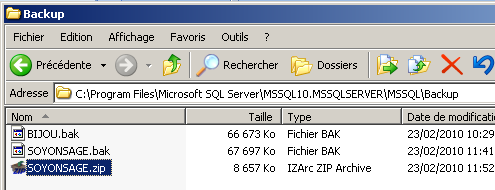 Backup
Fichier Edition Affichage Favoris Outils ?
Précédente Rechercher Dossiers
Adresse C:\Program Files\Microsoft SQL Server\MSSQL10.MSSQLSERVER\MSSQL\Backup
Nom Taille Type Date de modificati
BIJOU.bak 66 673 Ko Fichier BAK 23/02/2010 10:29
SOYONSAGE.bak 67 697 Ko Fichier BAK 23/02/2010 11:41
SOYONSAGE.zip 8 657 Ko IZArc ZIP Archive 23/02/2010 11:52